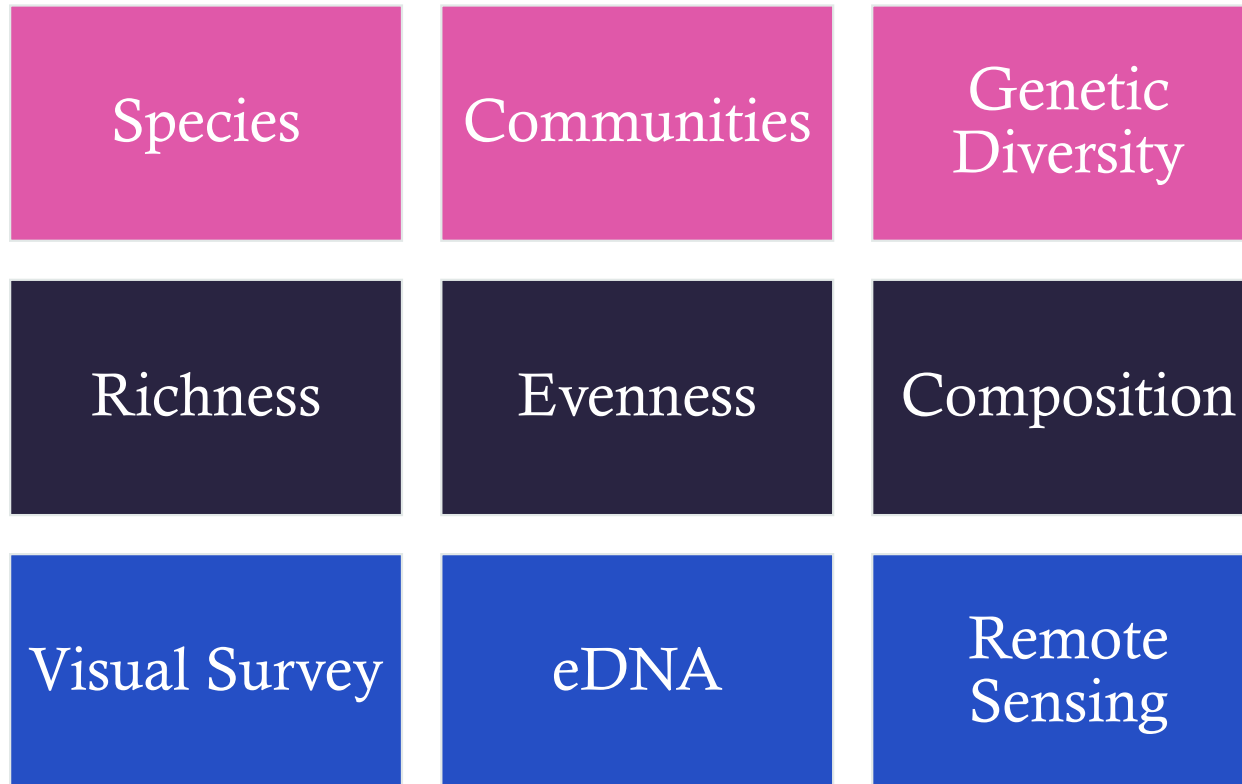 Species
Communities
Genetic
Diversity
Richness
Evenness
Composition
Visual Survey
eDNA
Remote
Sensing